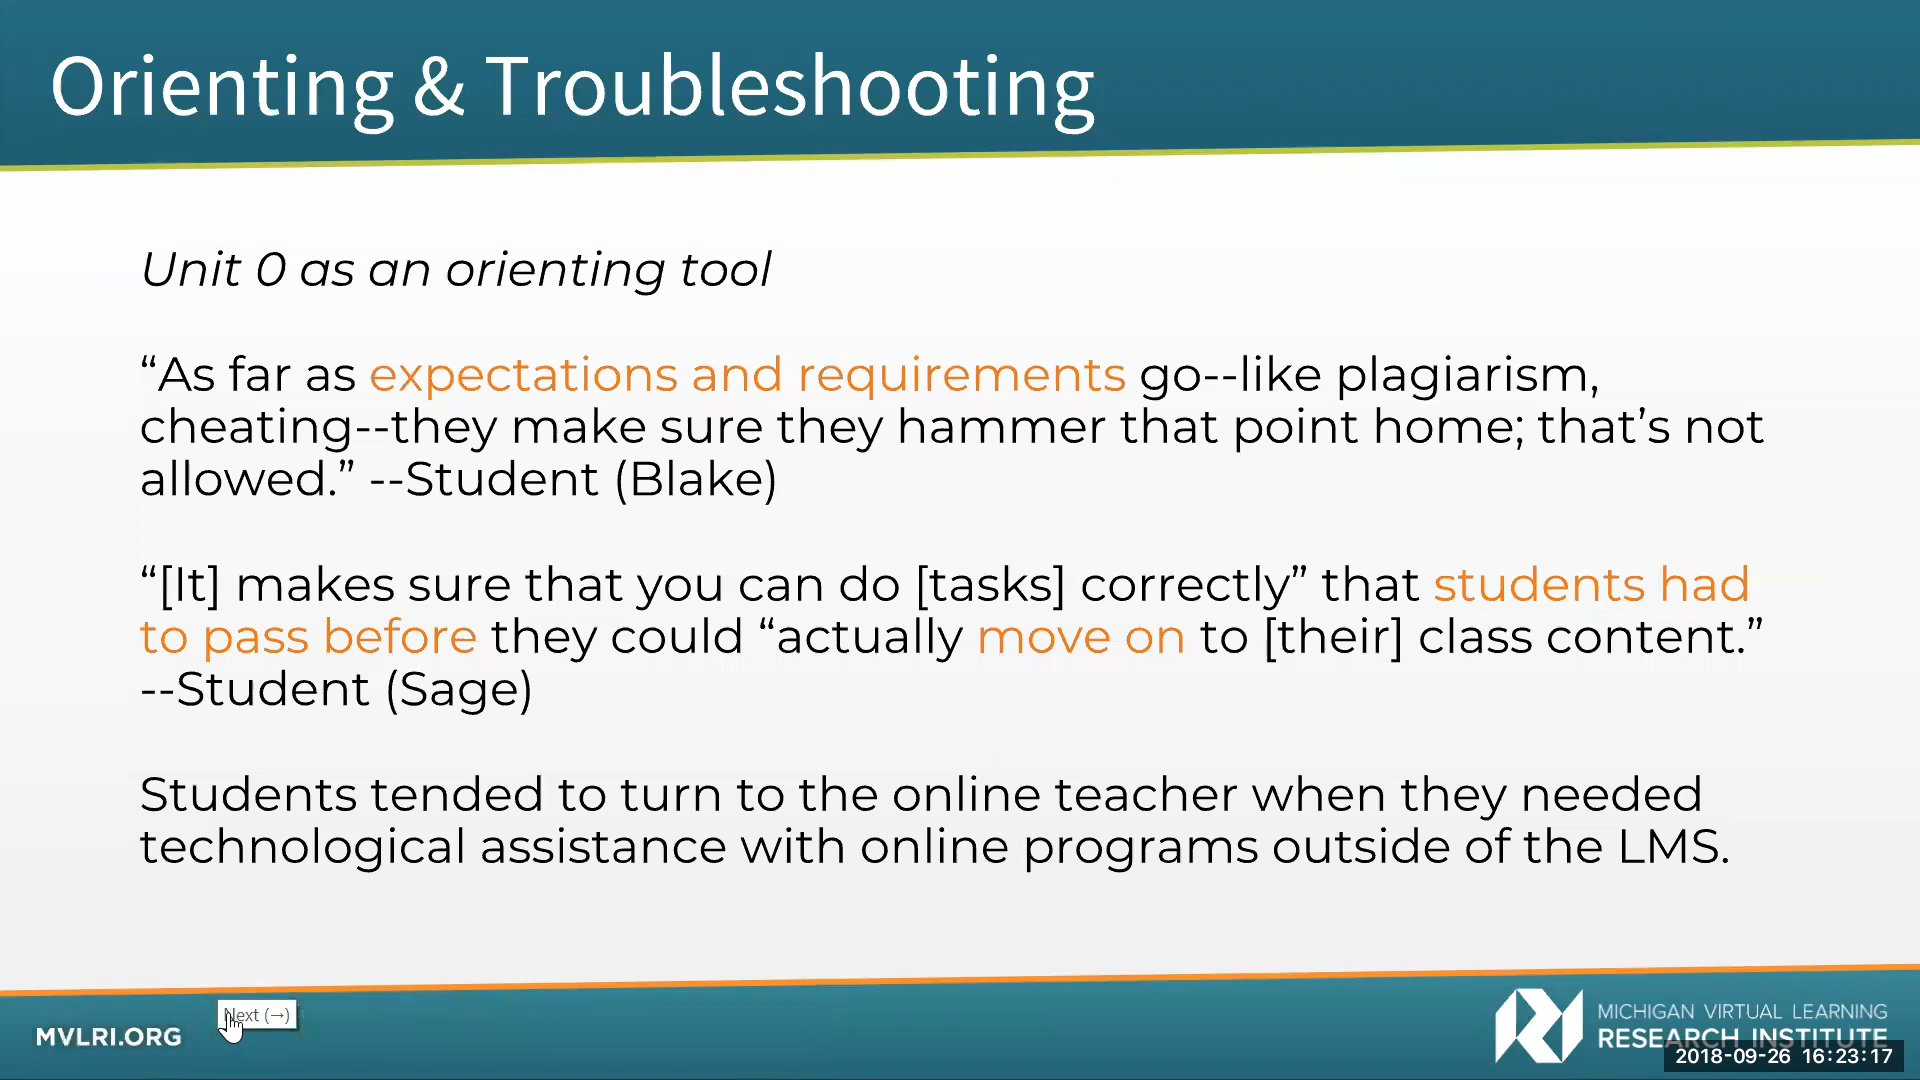 Orienting & Troubleshooting
Unit 0 as an orienting tool
“As far as expectations and requirements go--like plagiarism,
cheating--they make sure they hammer that point home; that’s not
allowed.” --Student (Blake)
“[It] makes sure that you can do [tasks] correctly” that students had
to pass before they could “actually move on to [their] class content.”
--Student (Sage)
Students tended to turn to the online teacher when they needed
technological assistance with online programs outside of the LMS.
Next (→)
MVLRI.ORG
MICHIGAN VIRTUAL LEARNING
RESEARCH INSTITUTE
2018-09-26 16:23:17